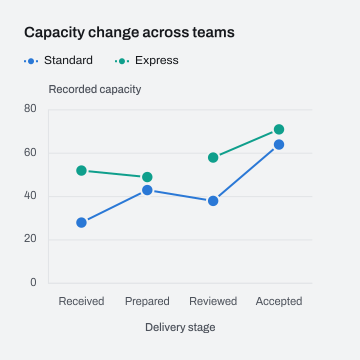 Capacity change across teams
Standard Express
Recorded capacity
80
60
40
20
0
Received Prepared Reviewed Accepted
Delivery stage